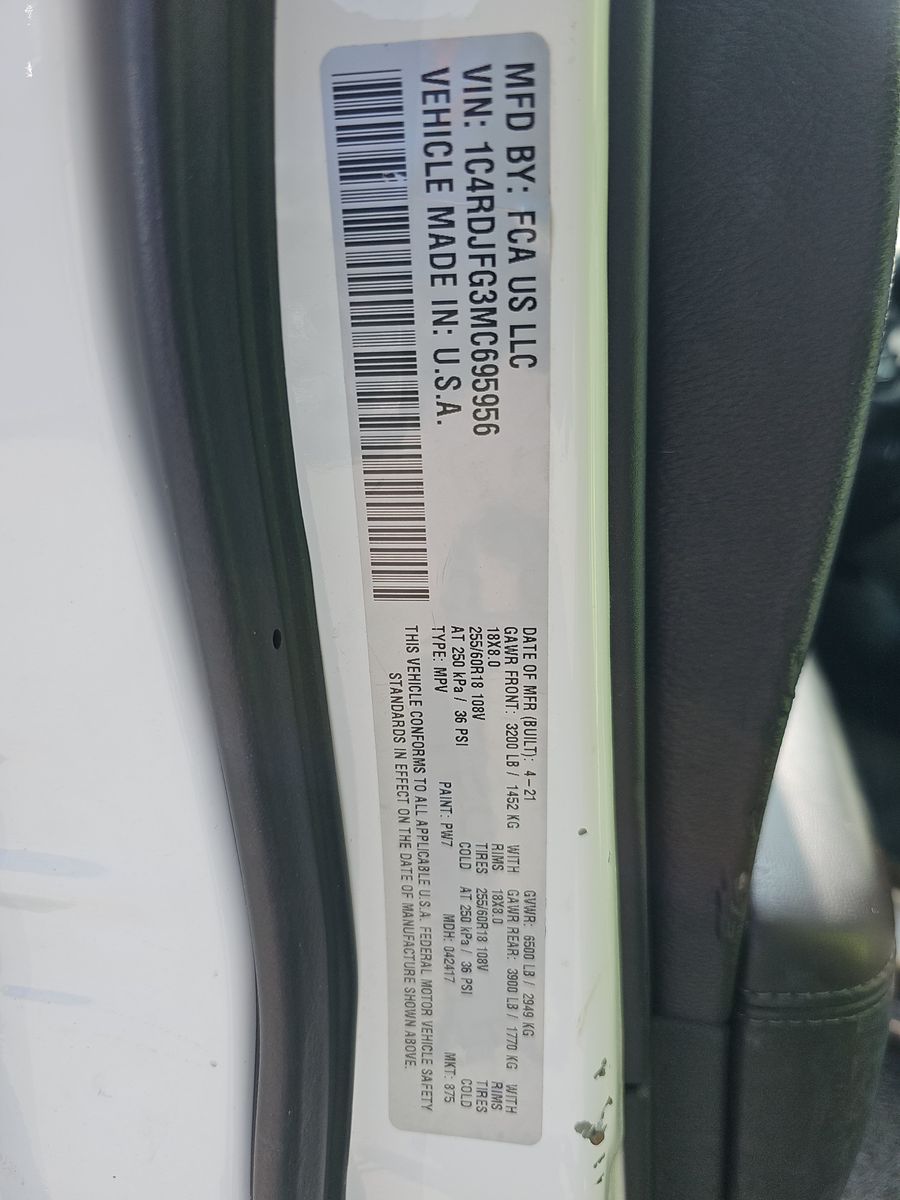 MFD BY: FCA US LLC
VIN: 1C4RDJFG3MC695956
VEHICLE MADE IN: U.S.A.
DATE OF MFR (BUILT): 4-21 GVWR: 6500 LB / 2949 KG
GAWR FRONT: 3200 LB / 1452 KG WITH GAWR REAR: 3900 LB / 1770 KG WITH
18X8.0 RIMS 18X8.0 RIMS
255/60R18 108V TIRES 255/60R18 108V TIRES
AT 250 kPa / 36 PSI COLD AT 250 kPa / 36 PSI COLD
TYPE: MPV PAINT: PW7 MDH: 042417 MKT: 875
THIS VEHICLE CONFORMS TO ALL APPLICABLE U.S.A. FEDERAL MOTOR VEHICLE SAFETY
STANDARDS IN EFFECT ON THE DATE OF MANUFACTURE SHOWN ABOVE.